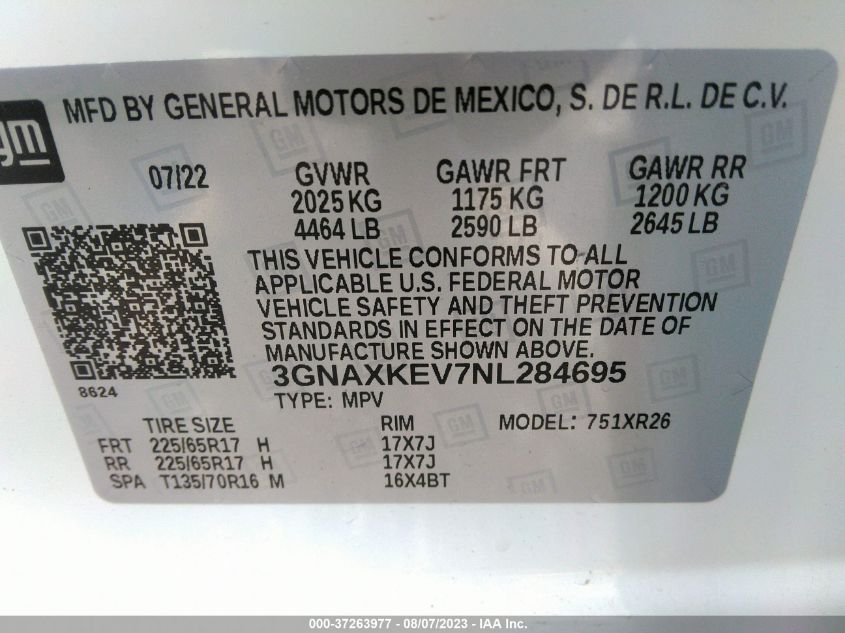 MFD BY GENERAL MOTORS DE MEXICO, S. DE R.L. DE C.V.
gm
07/22 GVWR GAWR FRT GAWR RR
2025 KG 1175 KG 1200 KG
4464 LB 2590 LB 2645 LB
THIS VEHICLE CONFORMS TO ALL
APPLICABLE U.S. FEDERAL MOTOR
VEHICLE SAFETY AND THEFT PREVENTION
STANDARDS IN EFFECT ON THE DATE OF
MANUFACTURE SHOWN ABOVE.
3GNAXKEV7NL284695
8624
TYPE: MPV MODEL: 751XR26
TIRE SIZE RIM
FRT 225/65R17 H 17X7J
RR 225/65R17 H 17X7J
SPA T135/70R16 M 16X4BT
000-37263977 - 08/07/2023 - IAA Inc.